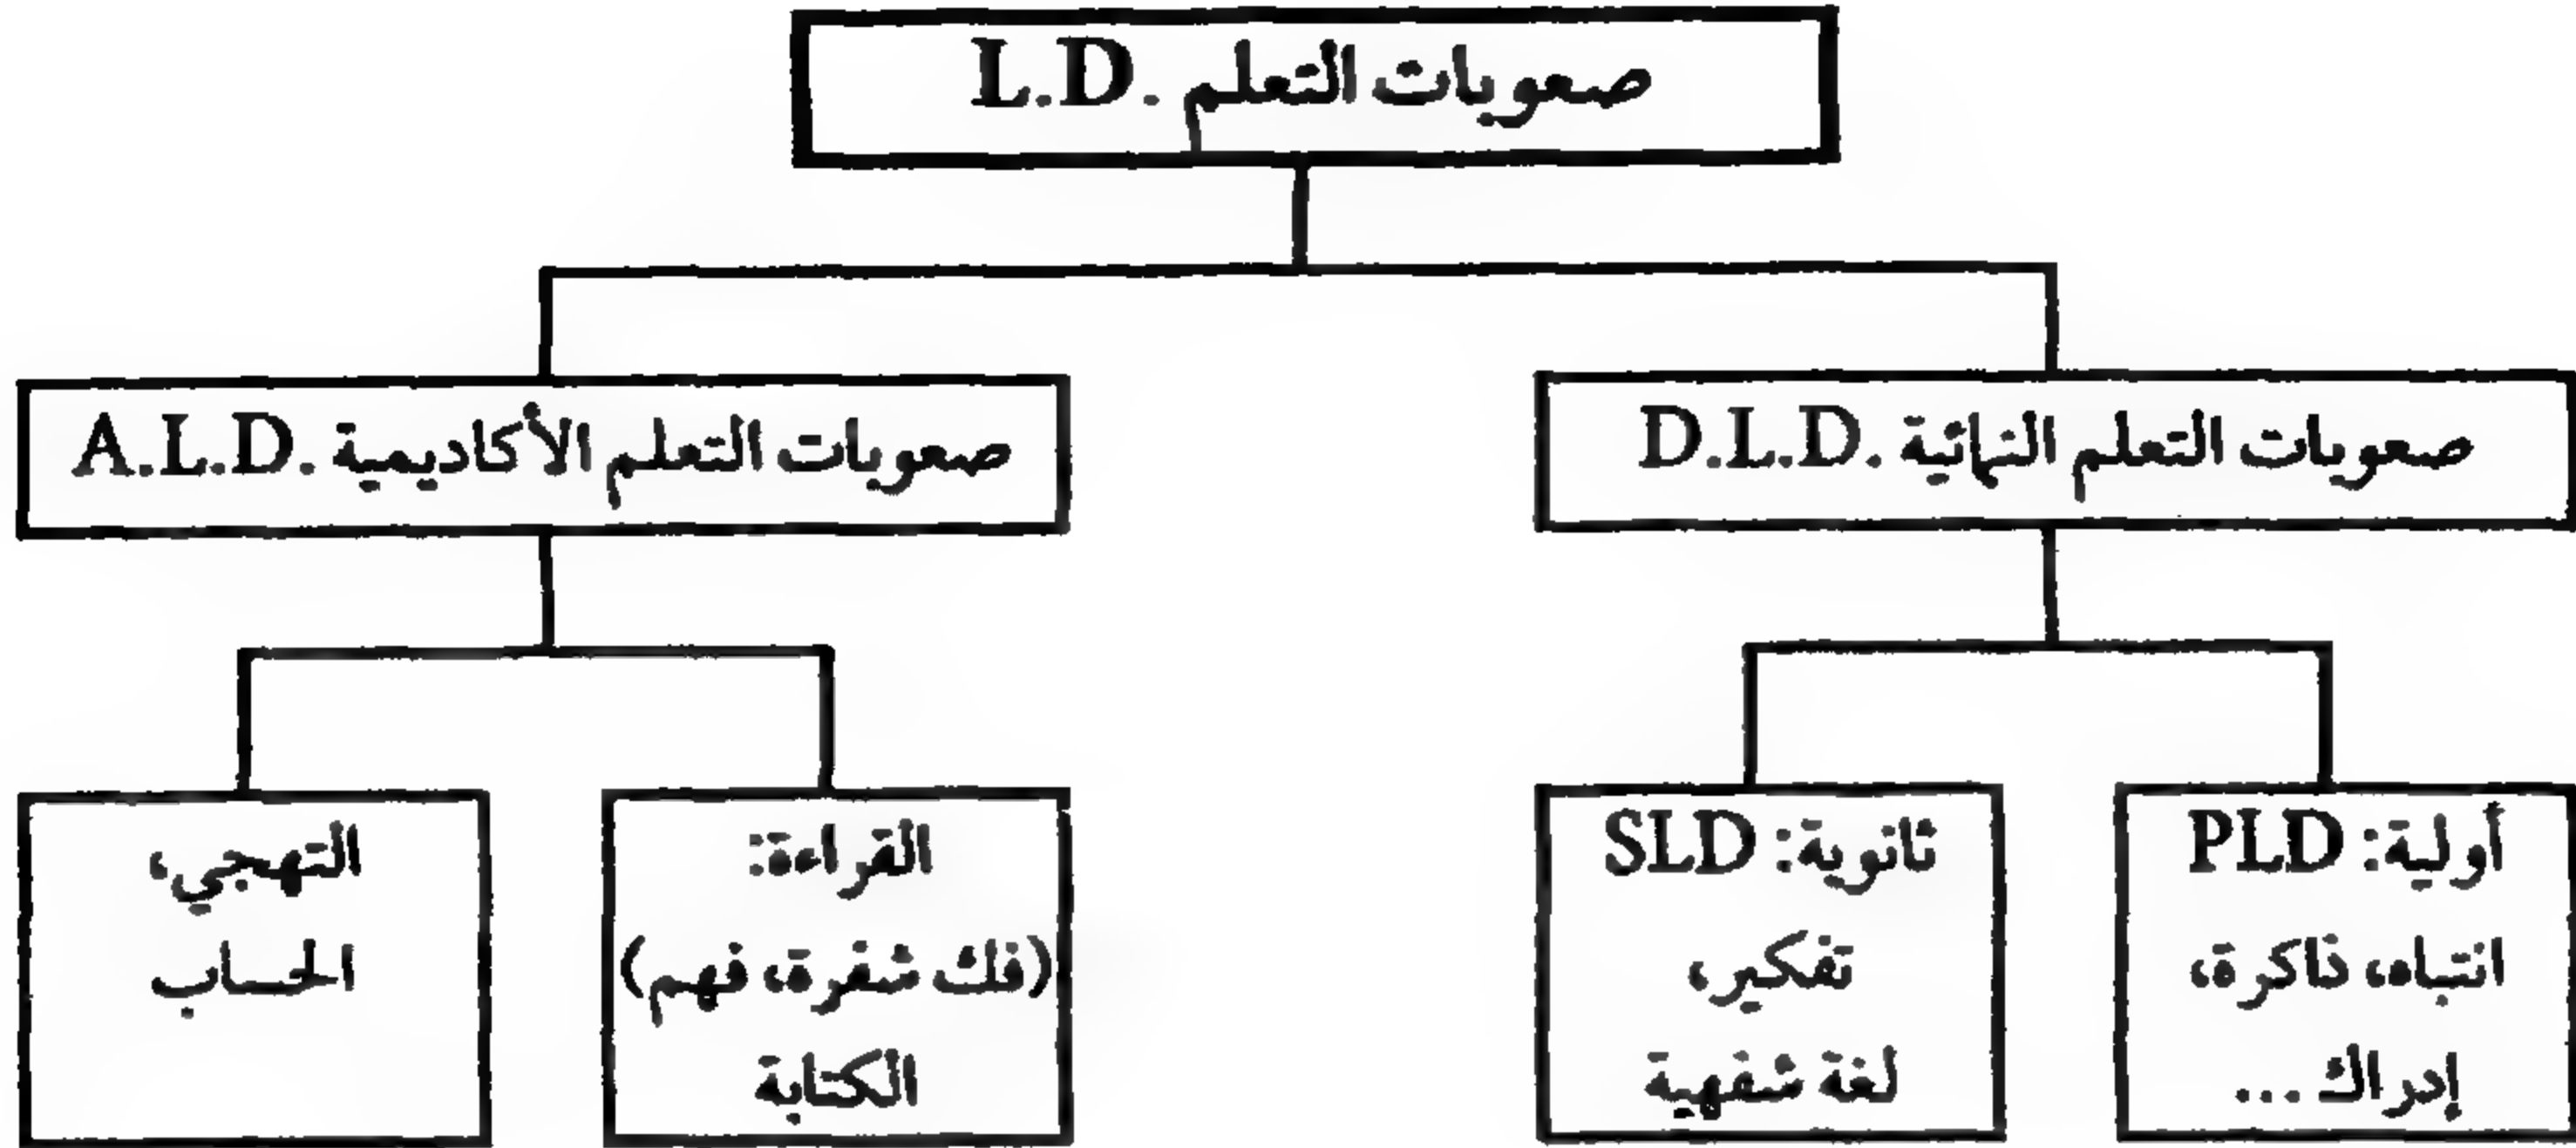 صعوبات التعلم L.D.
صعوبات التعلم النمائية D.L.D.
صعوبات التعلم الأكاديمية A.L.D.
أولية: PLD
انتباه، ذاكرة،
إدراك ...
ثانوية: SLD
تفكير،
لغة شفهية
القراءة:
(فك شفرة، فهم)
الكتابة
التهجي،
الحساب